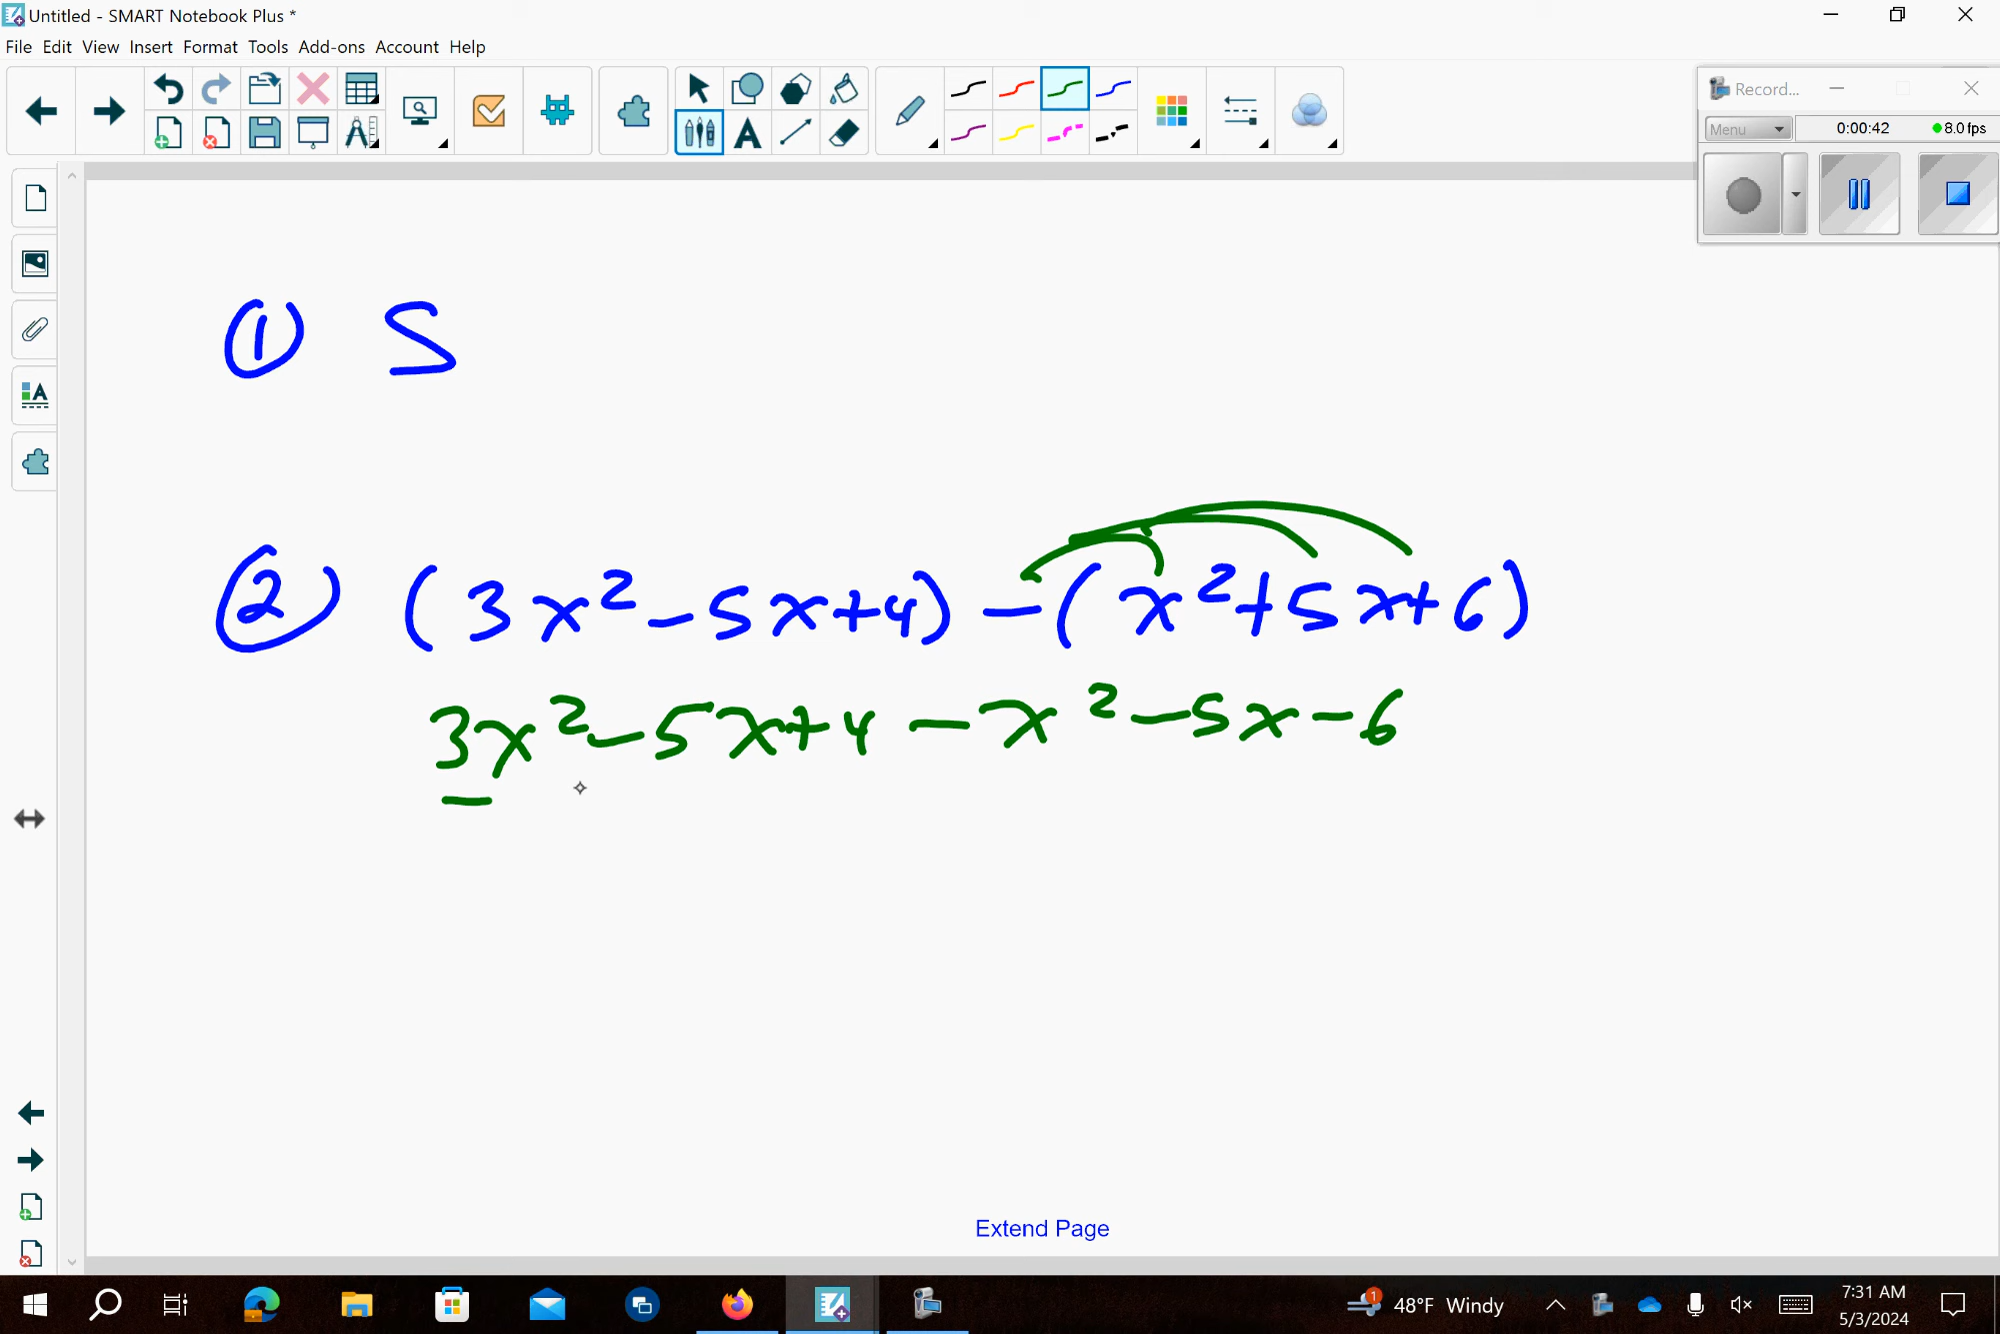 Untitled - SMART Notebook Plus *
File Edit View Insert Format Tools Add-ons Account Help
Record...
Menu 0:00:42 8.0 fps
① S
② (3x²-5x+4) -(x²+5x+6)
3x²-5x+4-x²-5x-6
Extend Page
1 48°F Windy 7:31 AM
5/3/2024